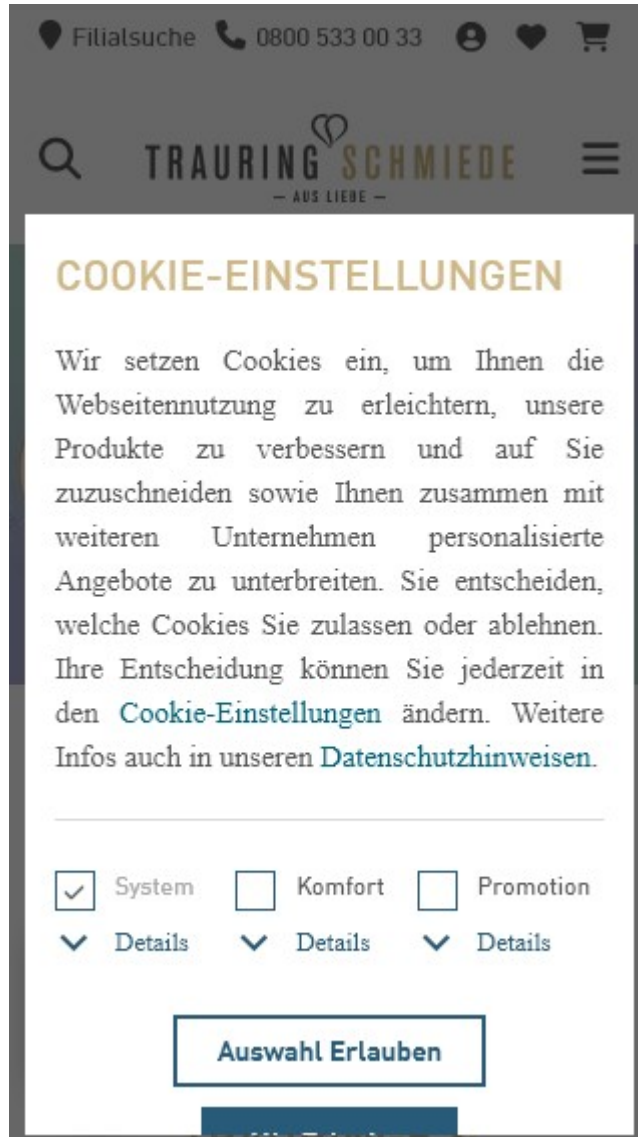 Filialsuche 0800 533 00 33
TRAURINGSCHMIEDE
– AUS LIEBE –
COOKIE-EINSTELLUNGEN
Wir setzen Cookies ein, um Ihnen die
Webseitennutzung zu erleichtern, unsere
Produkte zu verbessern und auf Sie
zuzuschneiden sowie Ihnen zusammen mit
weiteren Unternehmen personalisierte
Angebote zu unterbreiten. Sie entscheiden,
welche Cookies Sie zulassen oder ablehnen.
Ihre Entscheidung können Sie jederzeit in
den Cookie-Einstellungen ändern. Weitere
Infos auch in unseren Datenschutzhinweisen.
System Komfort Promotion
Details Details Details
Auswahl Erlauben